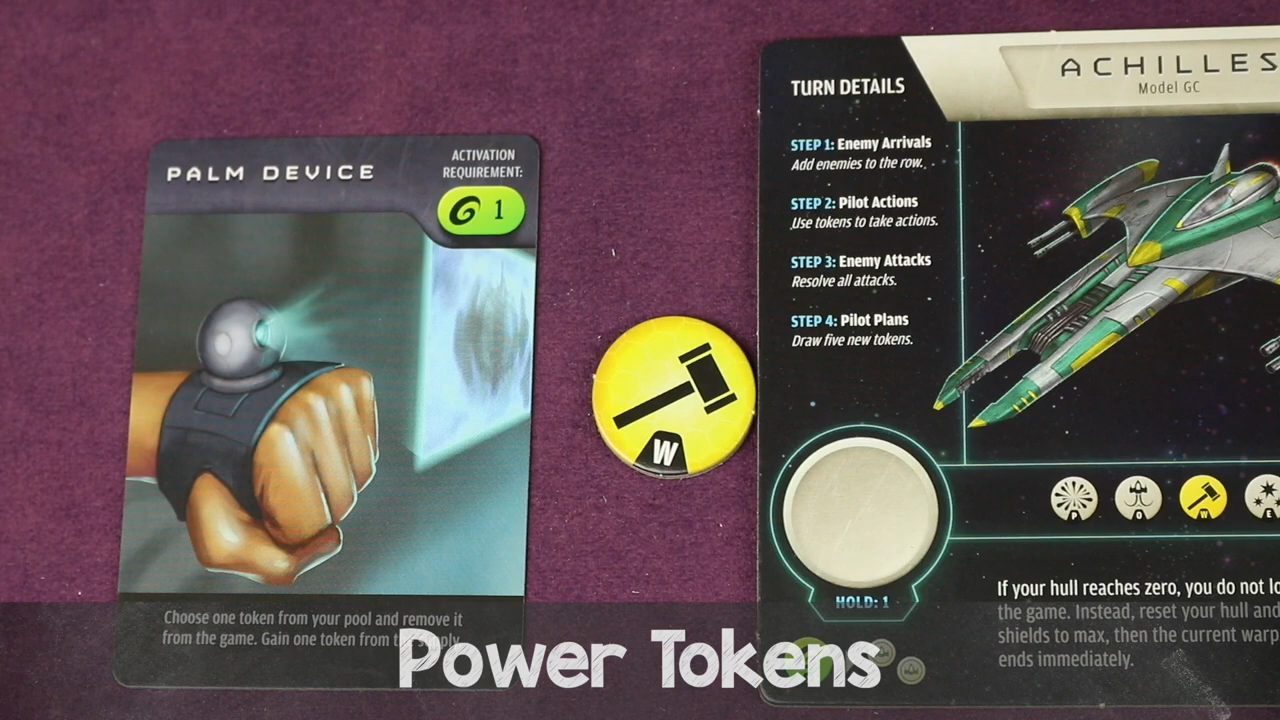 PALM DEVICE
ACTIVATION
REQUIREMENT:
1
Choose one token from your pool and remove it
from the game. Gain one token from the supply.
W
TURN DETAILS
STEP 1: Enemy Arrivals
Add enemies to the row.
STEP 2: Pilot Actions
Use tokens to take actions.
STEP 3: Enemy Attacks
Resolve all attacks.
STEP 4: Pilot Plans
Draw five new tokens.
HOLD: 1
ACHILLES
Model GC
P O W E
If your hull reaches zero, you do not
the game. Instead, reset your hull and
shields to max, then the current warp
ends immediately.
Power Tokens